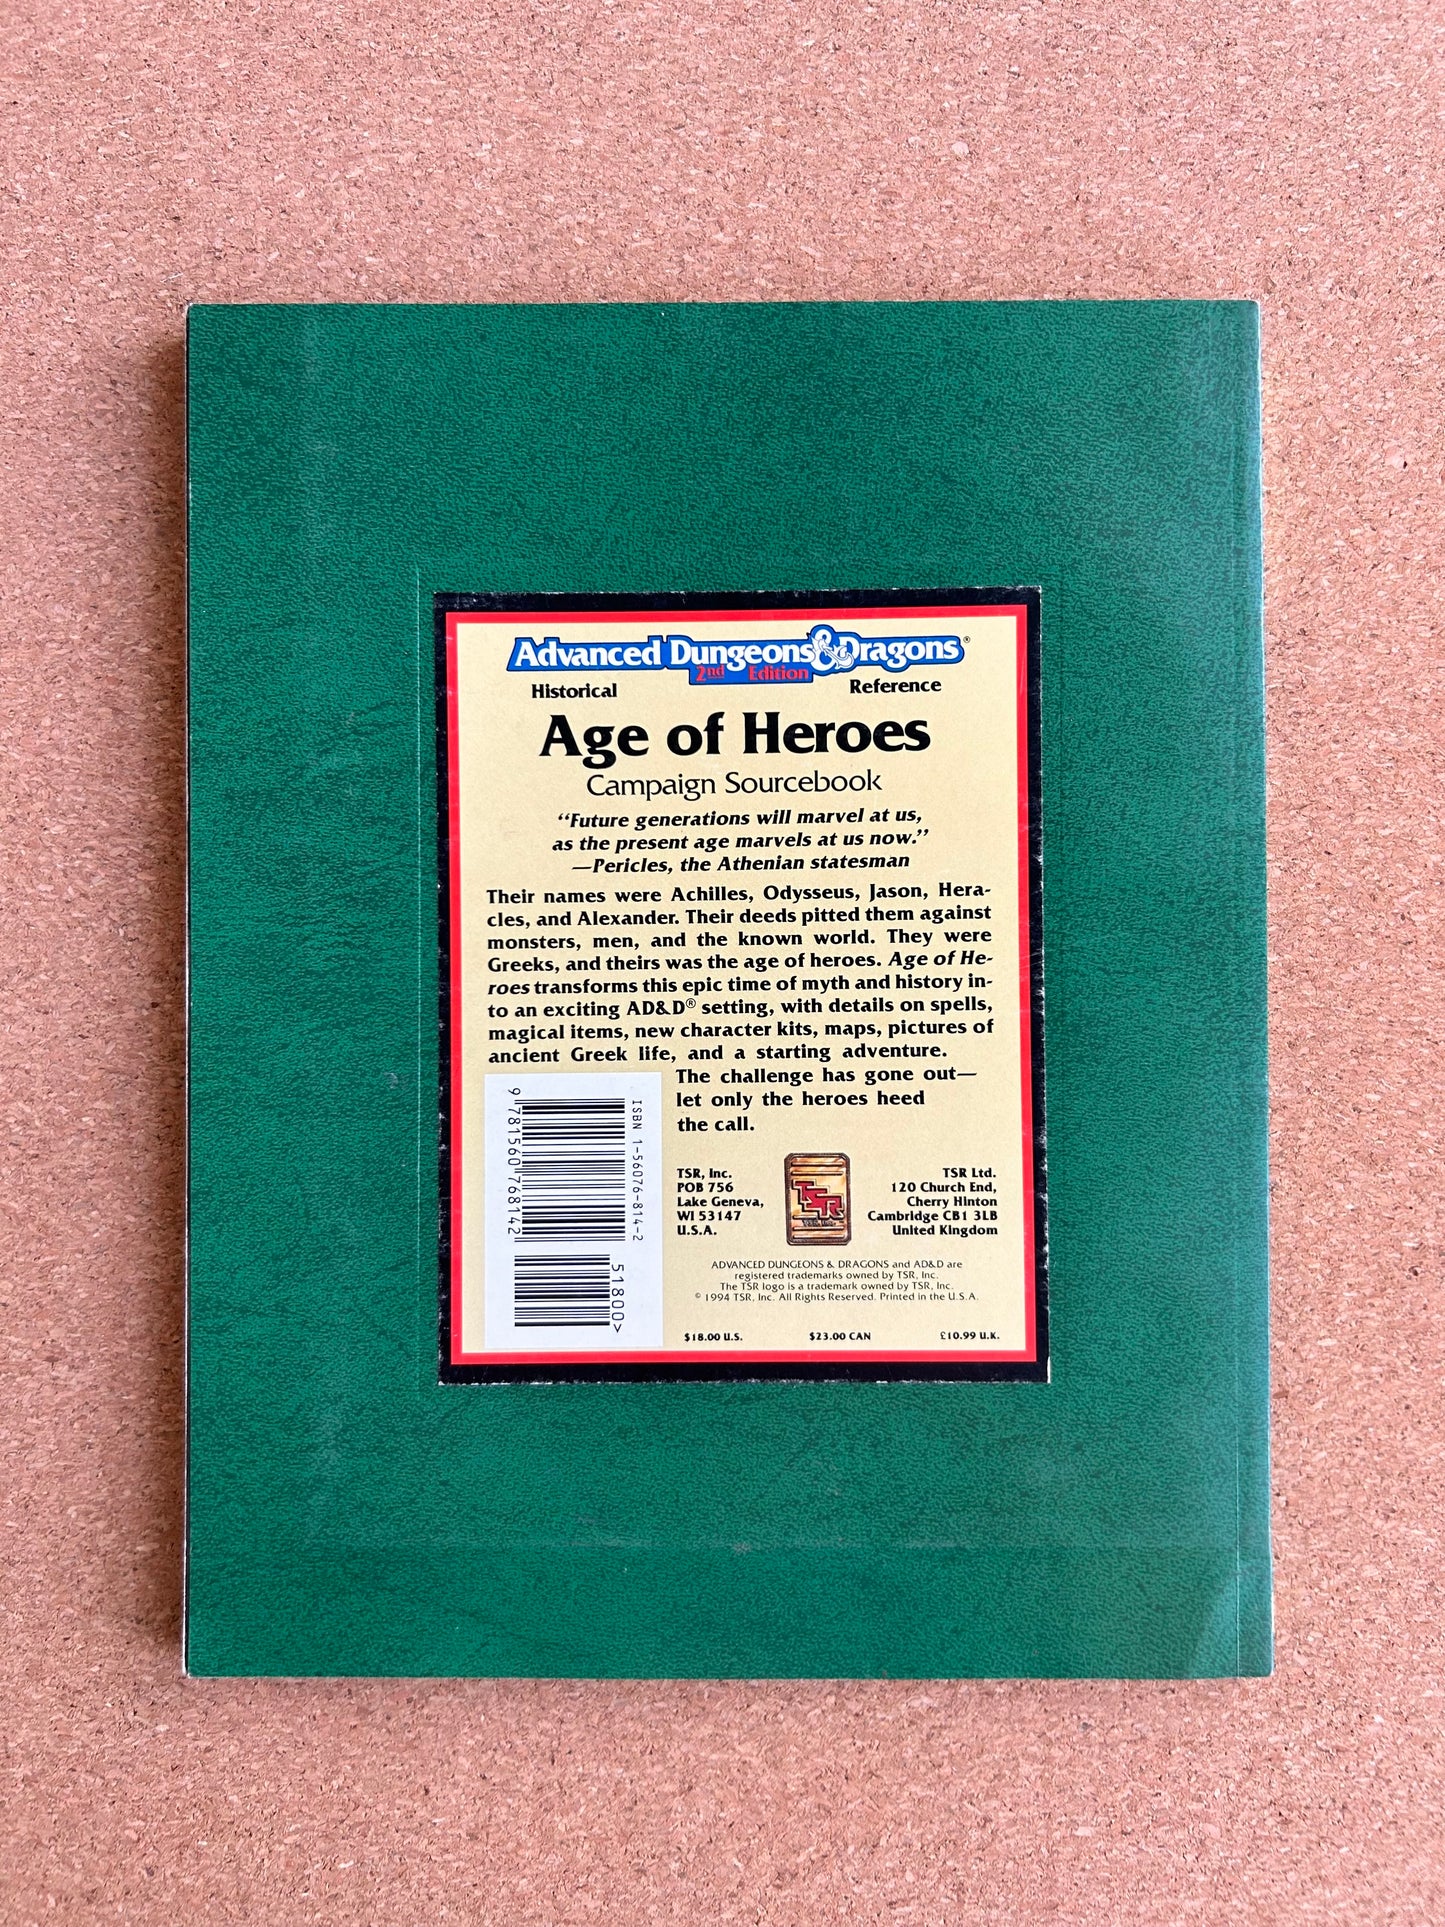 Advanced Dungeons & Dragons®
2nd Edition
Historical Reference
Age of Heroes
Campaign Sourcebook
“Future generations will marvel at us,
as the present age marvels at us now.”
—Pericles, the Athenian statesman
Their names were Achilles, Odysseus, Jason, Hera-
cles, and Alexander. Their deeds pitted them against
monsters, men, and the known world. They were
Greeks, and theirs was the age of heroes. Age of He-
roes transforms this epic time of myth and history in-
to an exciting AD&D® setting, with details on spells,
magical items, new character kits, maps, pictures of
ancient Greek life, and a starting adventure.
The challenge has gone out—
let only the heroes heed
the call.
ISBN 1-56076-814-2
9 781560 768142
51800>
TSR, Inc.
POB 756
Lake Geneva,
WI 53147
U.S.A.
TSR, Inc.
TSR Ltd.
120 Church End,
Cherry Hinton
Cambridge CB1 3LB
United Kingdom
ADVANCED DUNGEONS & DRAGONS and AD&D are
registered trademarks owned by TSR, Inc.
The TSR logo is a trademark owned by TSR, Inc.
© 1994 TSR, Inc. All Rights Reserved. Printed in the U.S.A.
$18.00 U.S. $23.00 CAN £10.99 U.K.